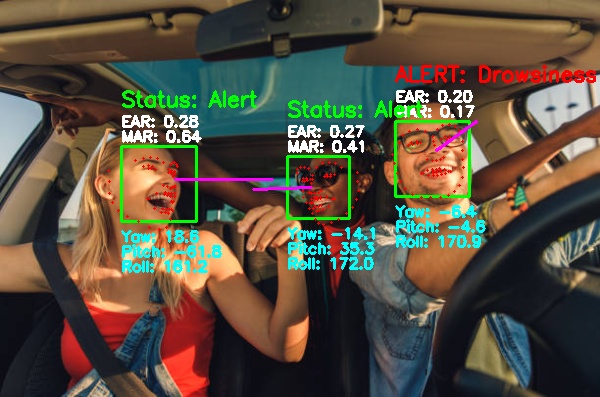 Status: Alert
EAR: 0.28
MAR: 0.64
Yaw: 18.6
Pitch: -61.8
Roll: 161.2
Status: Alert
EAR: 0.27
MAR: 0.41
Yaw: -14.1
Pitch: 35.3
Roll: 172.0
ALERT: Drowsiness
EAR: 0.20
MAR: 0.17
Yaw: -6.4
Pitch: -4.6
Roll: 170.9